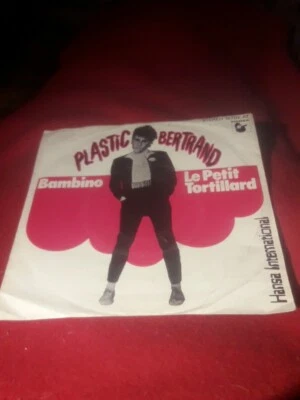 PLASTIC BERTRAND
Bambino
Le Petit
Tortillard
Hansa International